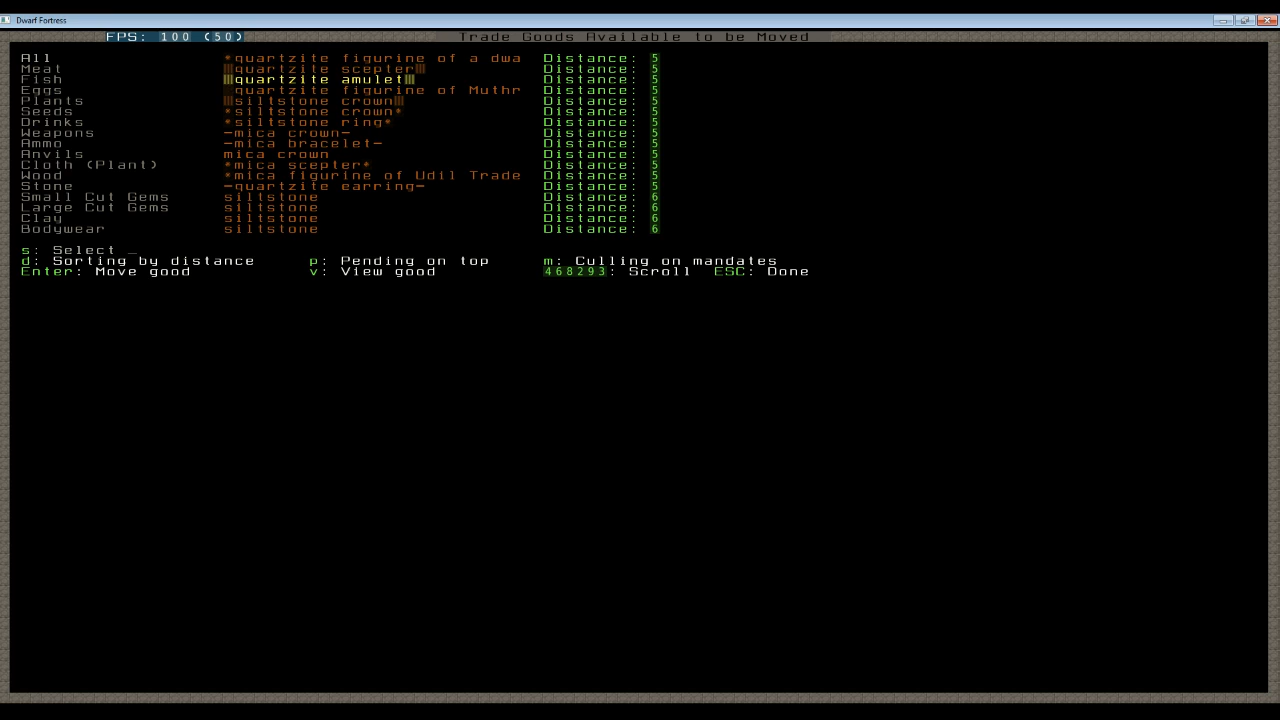 Dwarf Fortress
FPS: 100 (50) Trade Goods Available to be Moved
All *quartzite figurine of a dwa Distance: 5
Meat ≡quartzite scepter≡ Distance: 5
Fish ≡quartzite amulet≡ Distance: 5
Eggs quartzite figurine of Muthr Distance: 5
Plants ≡siltstone crown≡ Distance: 5
Seeds *siltstone crown* Distance: 5
Drinks *siltstone ring* Distance: 5
Weapons -mica crown- Distance: 5
Ammo -mica bracelet- Distance: 5
Anvils mica crown Distance: 5
Cloth (Plant) *mica scepter* Distance: 5
Wood *mica figurine of Udil Trade Distance: 5
Stone -quartzite earring- Distance: 5
Small Cut Gems siltstone Distance: 6
Large Cut Gems siltstone Distance: 6
Clay siltstone Distance: 6
Bodywear siltstone Distance: 6
s: Select _
d: Sorting by distance p: Pending on top m: Culling on mandates
Enter: Move good v: View good 468293: Scroll ESC: Done